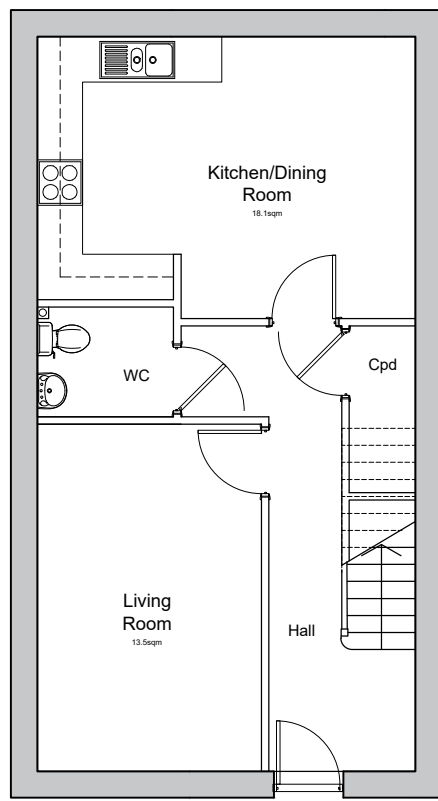 Kitchen/Dining
Room
18.1sqm
WC
Cpd
Living
Room
13.5sqm
Hall